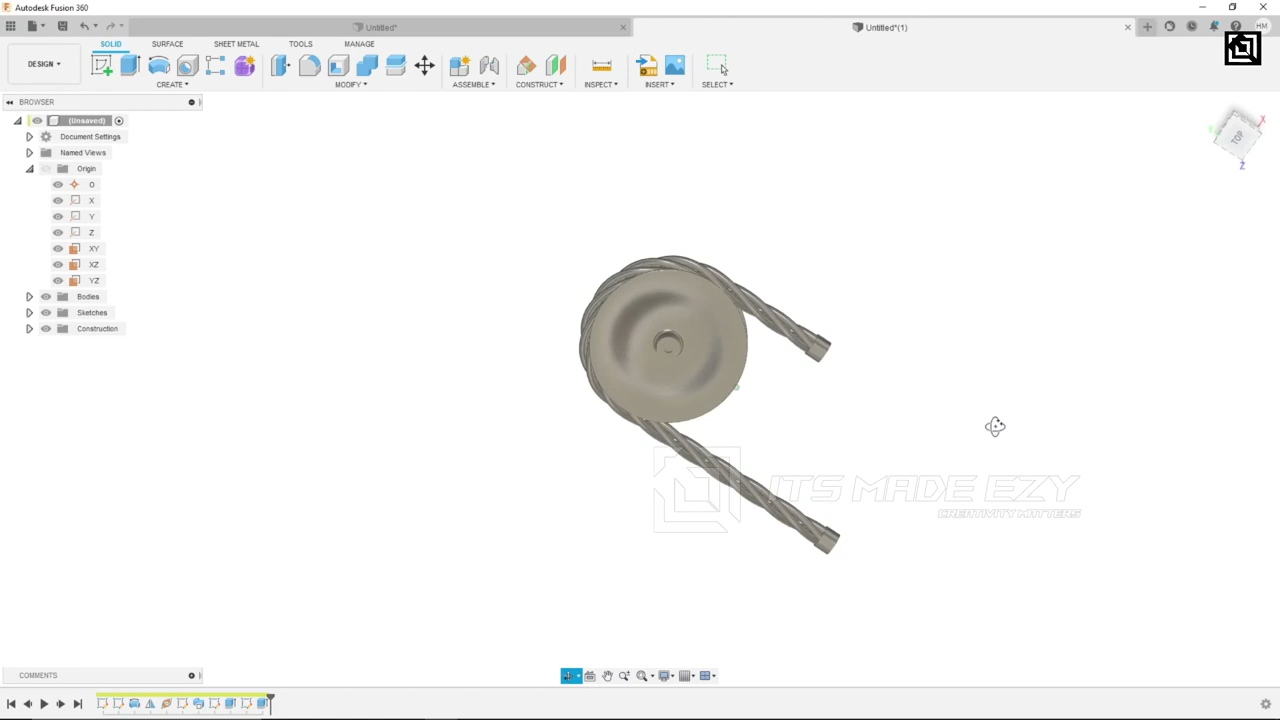 Autodesk Fusion 360
Untitled*
Untitled*(1)
HM
SOLID
SURFACE
SHEET METAL
TOOLS
MANAGE
DESIGN
CREATE
MODIFY
ASSEMBLE
CONSTRUCT
INSPECT
INSERT
SELECT
BROWSER
(Unsaved)
Document Settings
Named Views
Origin
O
X
Y
Z
XY
XZ
YZ
Bodies
Sketches
Construction
TOP
X
Z
ITS MADE EZY
CREATIVITY MATTERS
COMMENTS